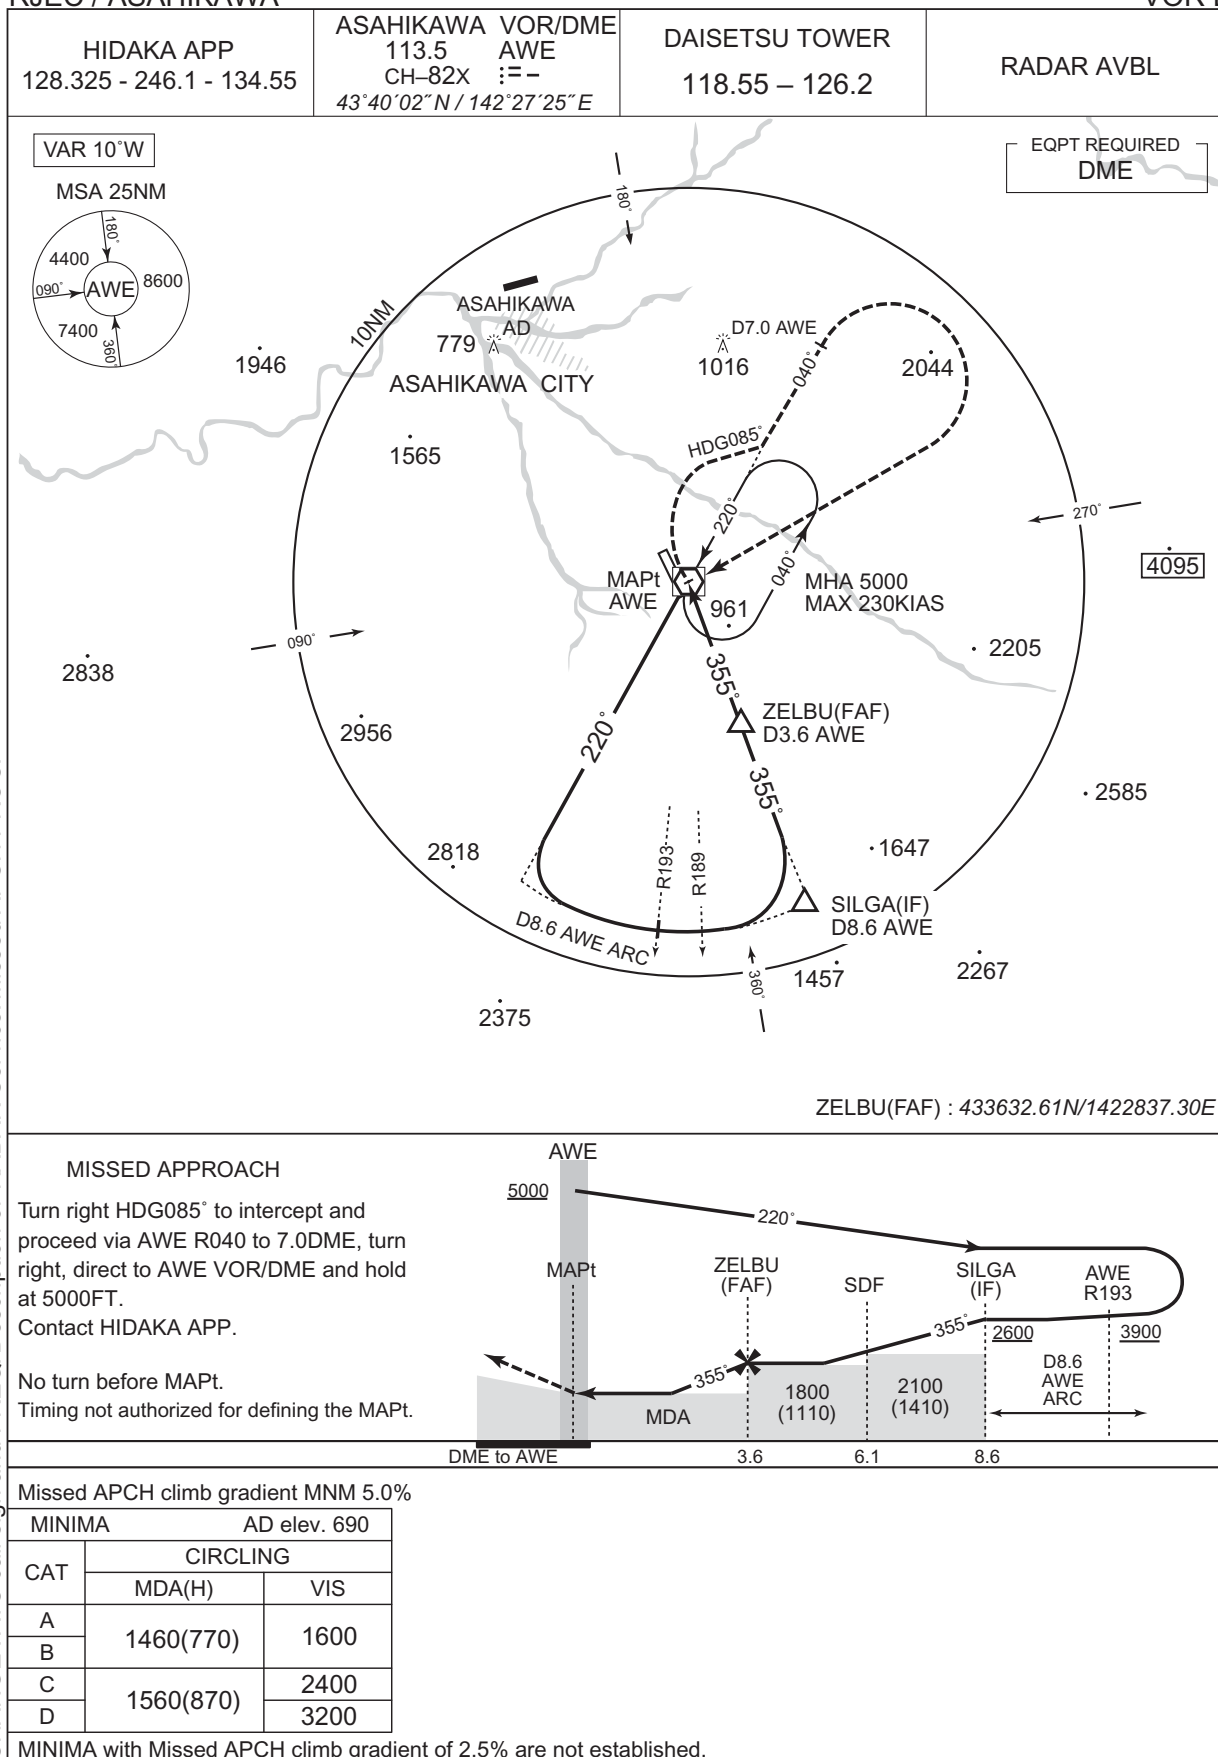 RJEC / ASAHIKAWA
HIDAKA APP
128.325 - 246.1 - 134.55
ASAHIKAWA VOR/DME
113.5 AWE
CH–82X
43˚40´02˝N / 142˚27´25˝E
DAISETSU TOWER
118.55 – 126.2
RADAR AVBL
VAR 10˚W
MSA 25NM
180˚
4400
8600
090˚
AWE
7400
360˚
EQPT REQUIRED
DME
180˚
ASAHIKAWA
AD
10NM
779
1946
ASAHIKAWA CITY
D7.0 AWE
1016
040˚
2044
1565
HDG085˚
220˚
270˚
4095
040˚
MAPt
AWE
961
MHA 5000
MAX 230KIAS
090˚
2838
2205
355˚
2956
220˚
ZELBU(FAF)
D3.6 AWE
355˚
2585
2818
R193
R189
1647
SILGA(IF)
D8.6 AWE
D8.6 AWE ARC
360˚
1457
2267
2375
ZELBU(FAF) : 433632.61N/1422837.30E
MISSED APPROACH
Turn right HDG085˚ to intercept and
proceed via AWE R040 to 7.0DME, turn
right, direct to AWE VOR/DME and hold
at 5000FT.
Contact HIDAKA APP.
No turn before MAPt.
Timing not authorized for defining the MAPt.
AWE
5000
220˚
MAPt
ZELBU
(FAF)
SDF
SILGA
(IF)
AWE
R193
355˚
2600
3900
355˚
MDA
1800
(1110)
2100
(1410)
D8.6
AWE
ARC
DME to AWE
3.6
6.1
8.6
Missed APCH climb gradient MNM 5.0%
MINIMA AD elev. 690
CAT
CIRCLING
MDA(H)
VIS
A
B
1460(770)
1600
C
D
1560(870)
2400
3200
MINIMA with Missed APCH climb gradient of 2.5% are not established.